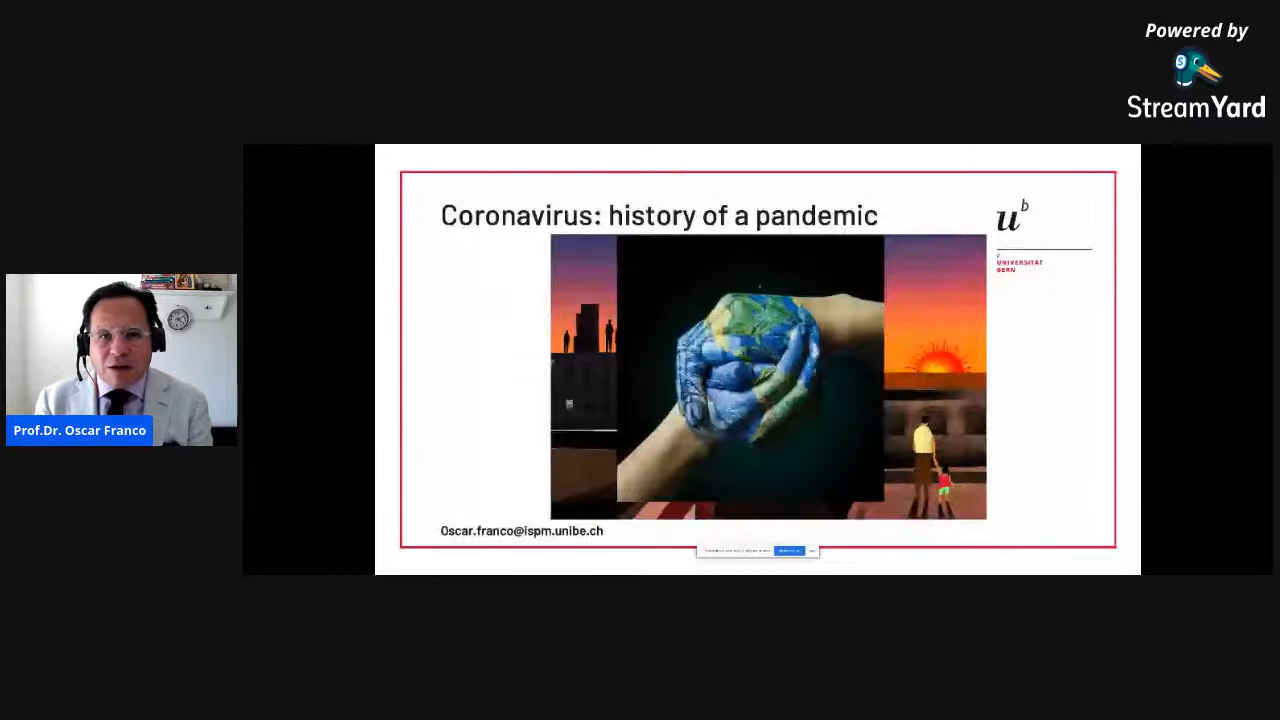 Powered by
StreamYard
Coronavirus: history of a pandemic
u b
b
UNIVERSITÄT
BERN
Prof.Dr. Oscar Franco
Oscar.franco@ispm.unibe.ch